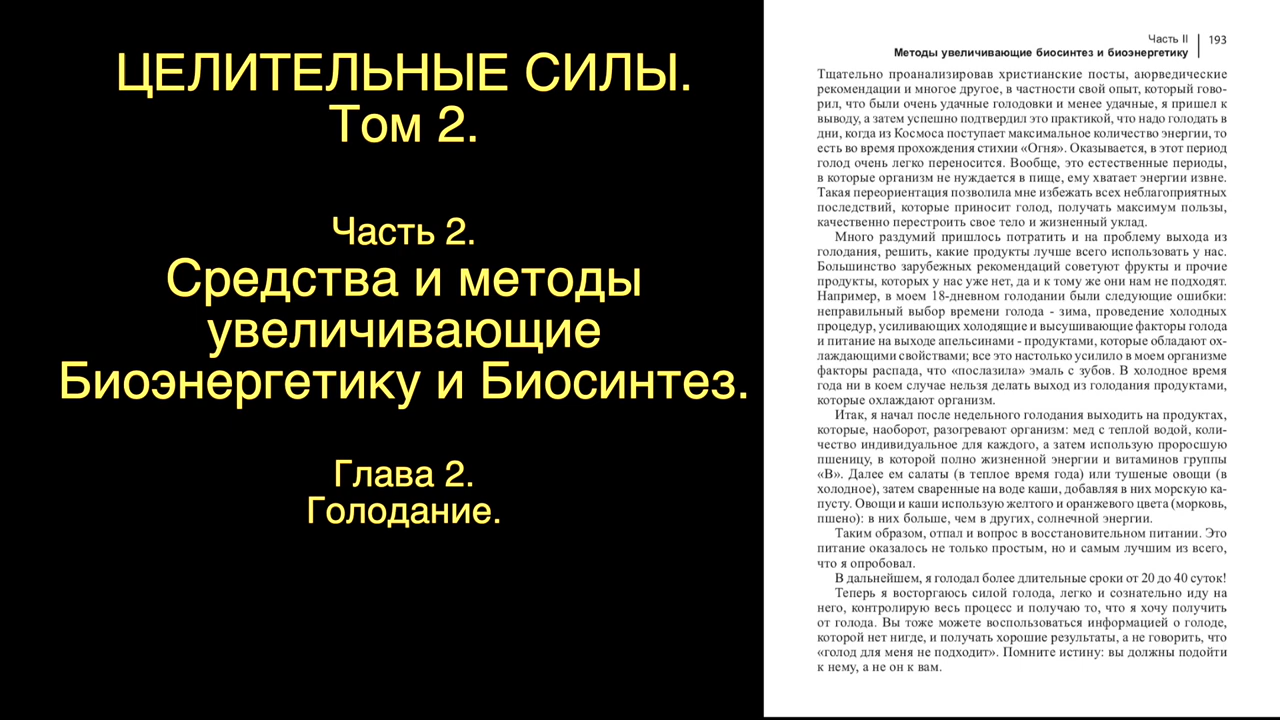 ЦЕЛИТЕЛЬНЫЕ СИЛЫ.
Том 2.
Часть 2.
Средства и методы
увеличивающие
Биоэнергетику и Биосинтез.
Глава 2.
Голодание.
Часть II
Методы увеличивающие биосинтез и биоэнергетику
193
Тщательно проанализировав христианские посты, аюрведические
рекомендации и многое другое, в частности свой опыт, который гово-
рил, что были очень удачные голодовки и менее удачные, я пришел к
выводу, а затем успешно подтвердил это практикой, что надо голодать в
дни, когда из Космоса поступает максимальное количество энергии, то
есть во время прохождения стихии «Огня». Оказывается, в этот период
голод очень легко переносится. Вообще, это естественные периоды,
в которые организм не нуждается в пище, ему хватает энергии извне.
Такая переориентация позволила мне избежать всех неблагоприятных
последствий, которые приносит голод, получать максимум пользы,
качественно перестроить свое тело и жизненный уклад.
Много раздумий пришлось потратить и на проблему выхода из
голодания, решить, какие продукты лучше всего использовать у нас.
Большинство зарубежных рекомендаций советуют фрукты и прочие
продукты, которых у нас уже нет, да и к тому же они нам не подходят.
Например, в моем 18-дневном голодании были следующие ошибки:
неправильный выбор времени голода - зима, проведение холодных
процедур, усиливающих холодящие и высушивающие факторы голода
и питание на выходе апельсинами - продуктами, которые обладают ох-
лаждающими свойствами; все это настолько усилило в моем организме
факторы распада, что «послазила» эмаль с зубов. В холодное время
года ни в коем случае нельзя делать выход из голодания продуктами,
которые охлаждают организм.
Итак, я начал после недельного голодания выходить на продуктах,
которые, наоборот, разогревают организм: мед с теплой водой, коли-
чество индивидуальное для каждого, а затем использую проросшую
пшеницу, в которой полно жизненной энергии и витаминов группы
«В». Далее ем салаты (в теплое время года) или тушеные овощи (в
холодное), затем сваренные на воде каши, добавляя в них морскую ка-
пусту. Овощи и каши использую желтого и оранжевого цвета (морковь,
пшено): в них больше, чем в других, солнечной энергии.
Таким образом, отпал и вопрос в восстановительном питании. Это
питание оказалось не только простым, но и самым лучшим из всего,
что я опробовал.
В дальнейшем, я голодал более длительные сроки от 20 до 40 суток!
Теперь я восторгаюсь силой голода, легко и сознательно иду на
него, контролирую весь процесс и получаю то, что я хочу получить
от голода. Вы тоже можете воспользоваться информацией о голоде,
которой нет нигде, и получать хорошие результаты, а не говорить, что
«голод для меня не подходит». Помните истину: вы должны подойти
к нему, а не он к вам.